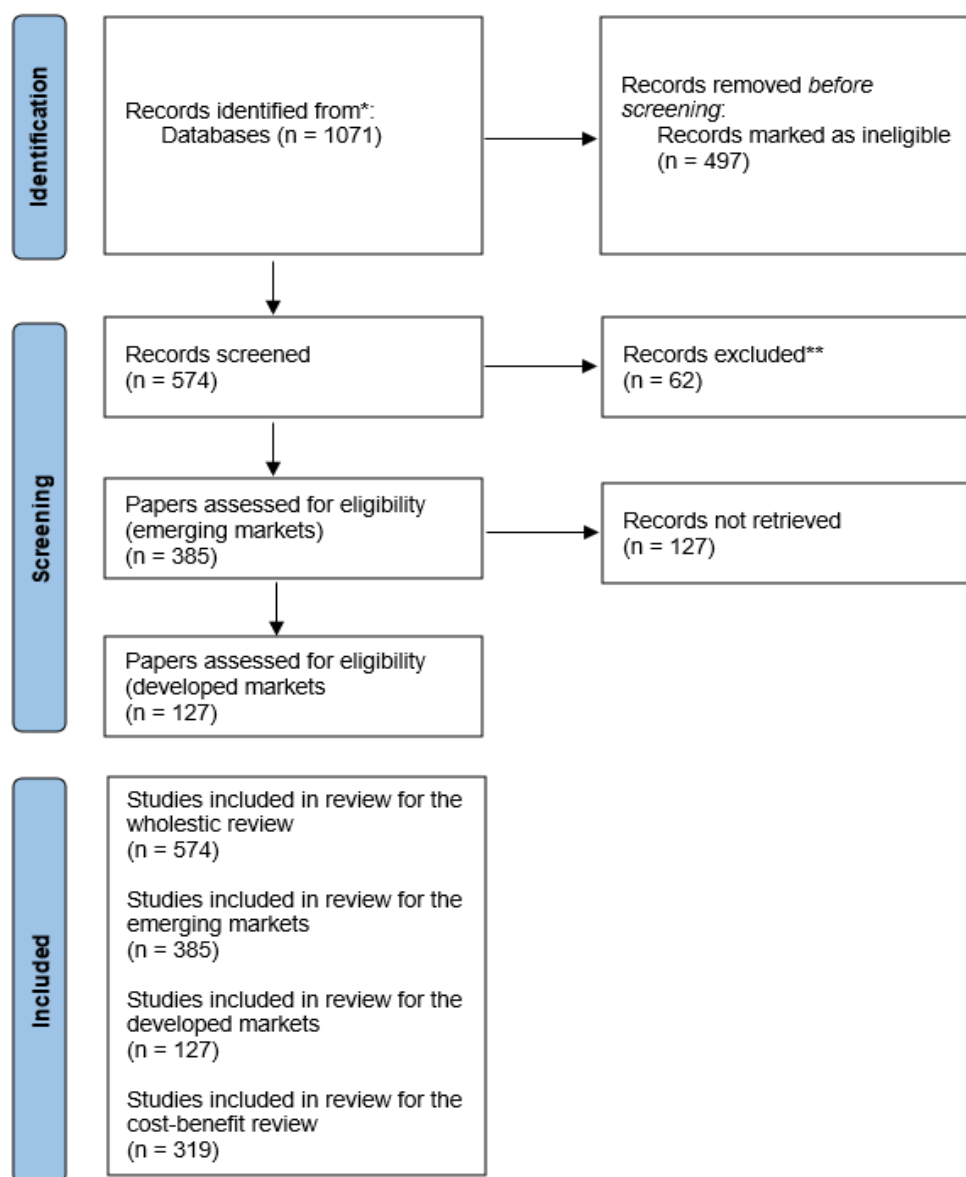 Identification
Records identified from*:
Databases (n = 1071)
Records removed before
screening:
Records marked as ineligible
(n = 497)
Screening
Records screened
(n = 574)
Records excluded**
(n = 62)
Papers assessed for eligibility
(emerging markets)
(n = 385)
Records not retrieved
(n = 127)
Papers assessed for eligibility
(developed markets
(n = 127)
Included
Studies included in review for the
wholestic review
(n = 574)
Studies included in review for the
emerging markets
(n = 385)
Studies included in review for the
developed markets
(n = 127)
Studies included in review for the
cost-benefit review
(n = 319)